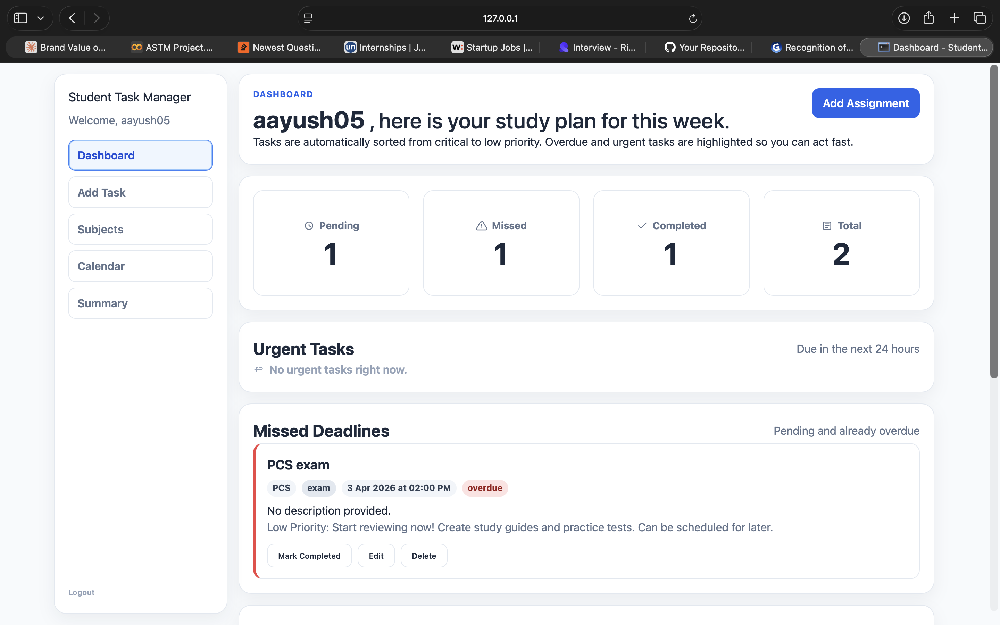 127.0.0.1
Brand Value o...
ASTM Project....
Newest Questi...
Internships | J...
Startup Jobs |...
Interview - Ri...
Your Reposito...
Recognition of...
Dashboard - Student...
Student Task Manager
Welcome, aayush05
Dashboard
Add Task
Subjects
Calendar
Summary
Logout
DASHBOARD
Add Assignment
aayush05 , here is your study plan for this week.
Tasks are automatically sorted from critical to low priority. Overdue and urgent tasks are highlighted so you can act fast.
Pending
1
Missed
1
Completed
1
Total
2
Urgent Tasks
Due in the next 24 hours
No urgent tasks right now.
Missed Deadlines
Pending and already overdue
PCS exam
PCS exam 3 Apr 2026 at 02:00 PM overdue
No description provided.
Low Priority: Start reviewing now! Create study guides and practice tests. Can be scheduled for later.
Mark Completed Edit Delete